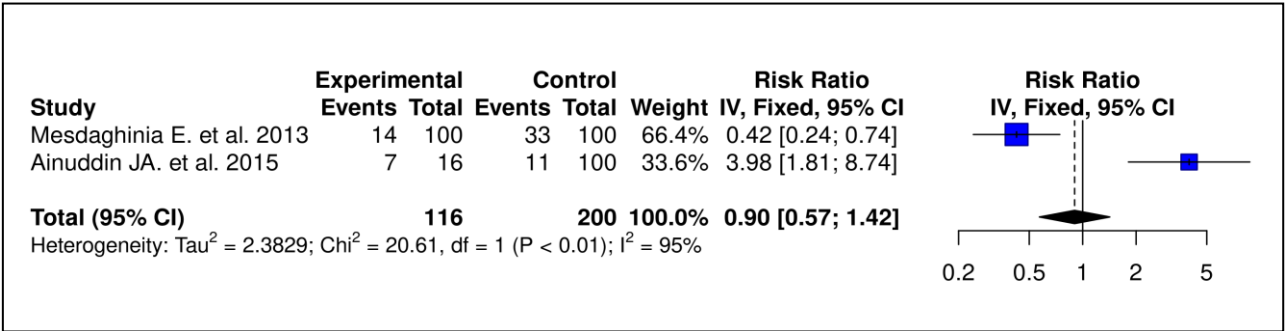 Experimental Control Risk Ratio Risk Ratio
Study Events Total Events Total Weight IV, Fixed, 95% CI IV, Fixed, 95% CI
Mesdaghinia E. et al. 2013 14 100 33 100 66.4% 0.42 [0.24; 0.74]
Ainuddin JA. et al. 2015 7 16 11 100 33.6% 3.98 [1.81; 8.74]
Total (95% CI) 116 200 100.0% 0.90 [0.57; 1.42]
Heterogeneity: Tau² = 2.3829; Chi² = 20.61, df = 1 (P < 0.01); I² = 95%
0.2 0.5 1 2 5